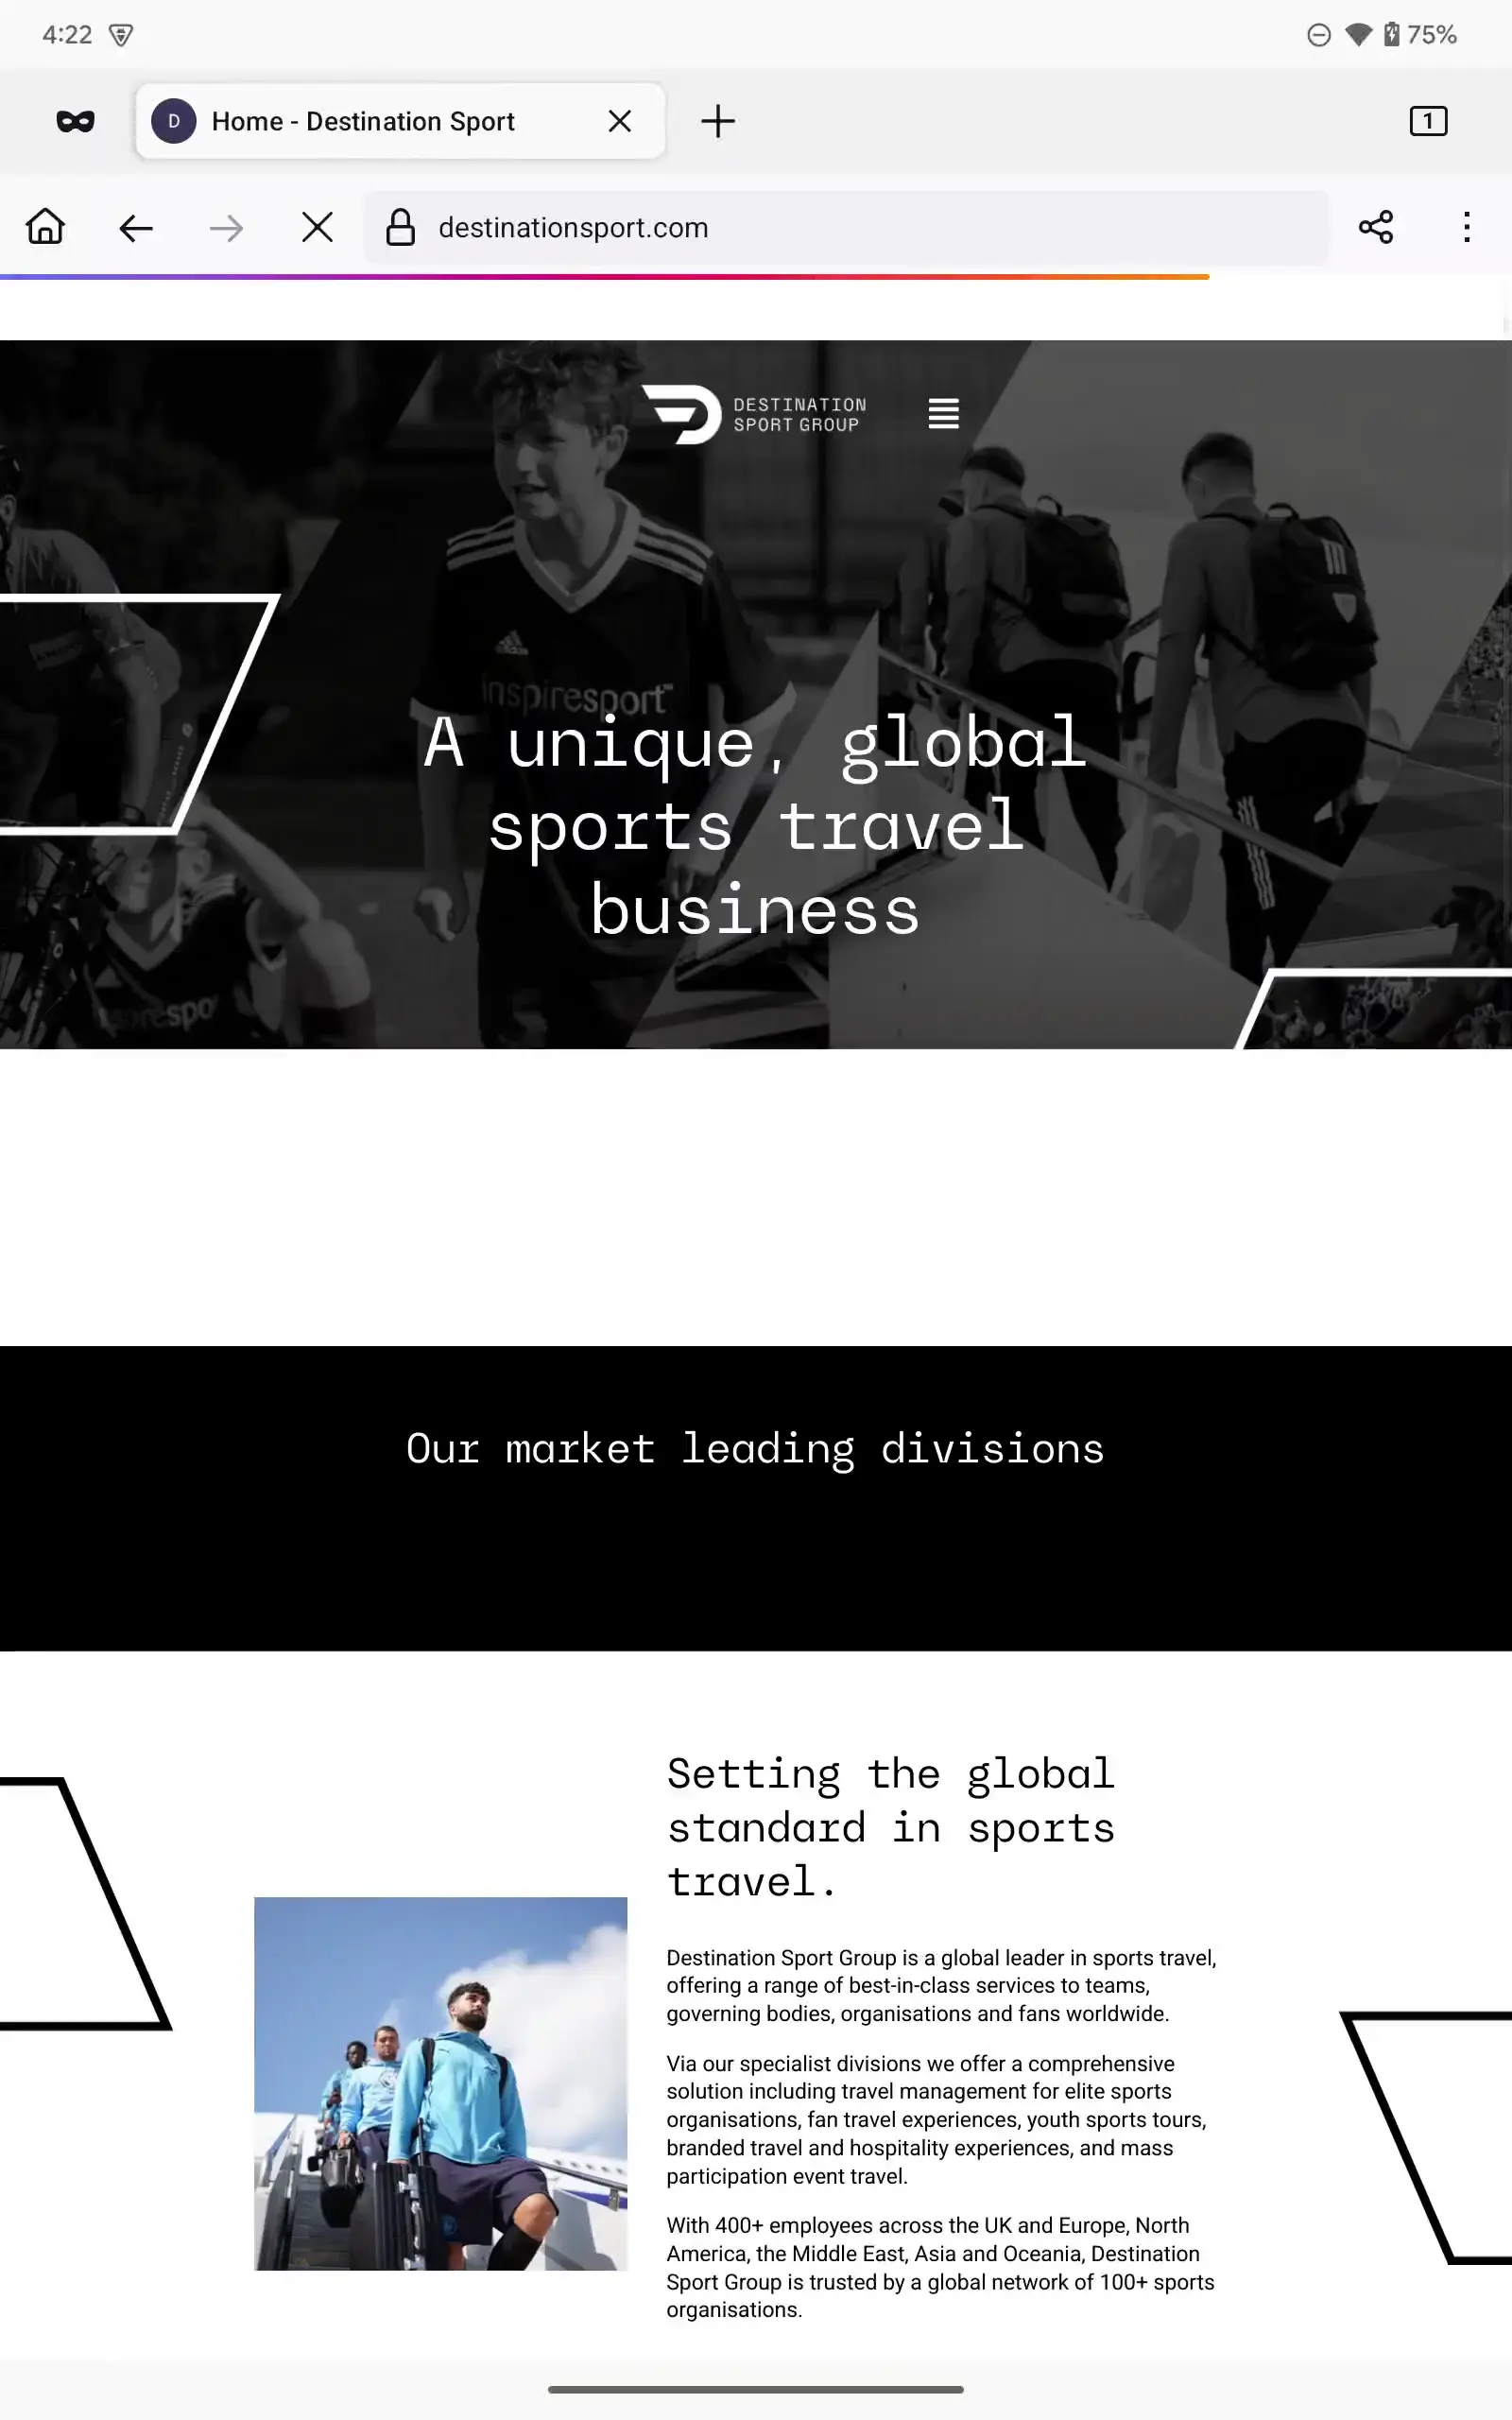 4:22
75%
D
Home - Destination Sport
1
destinationsport.com
DESTINATION
SPORT GROUP
inspiresport™
A unique, global
sports travel
business
Our market leading divisions
Setting the global
standard in sports
travel.
Destination Sport Group is a global leader in sports travel,
offering a range of best-in-class services to teams,
governing bodies, organisations and fans worldwide.
Via our specialist divisions we offer a comprehensive
solution including travel management for elite sports
organisations, fan travel experiences, youth sports tours,
branded travel and hospitality experiences, and mass
participation event travel.
With 400+ employees across the UK and Europe, North
America, the Middle East, Asia and Oceania, Destination
Sport Group is trusted by a global network of 100+ sports
organisations.